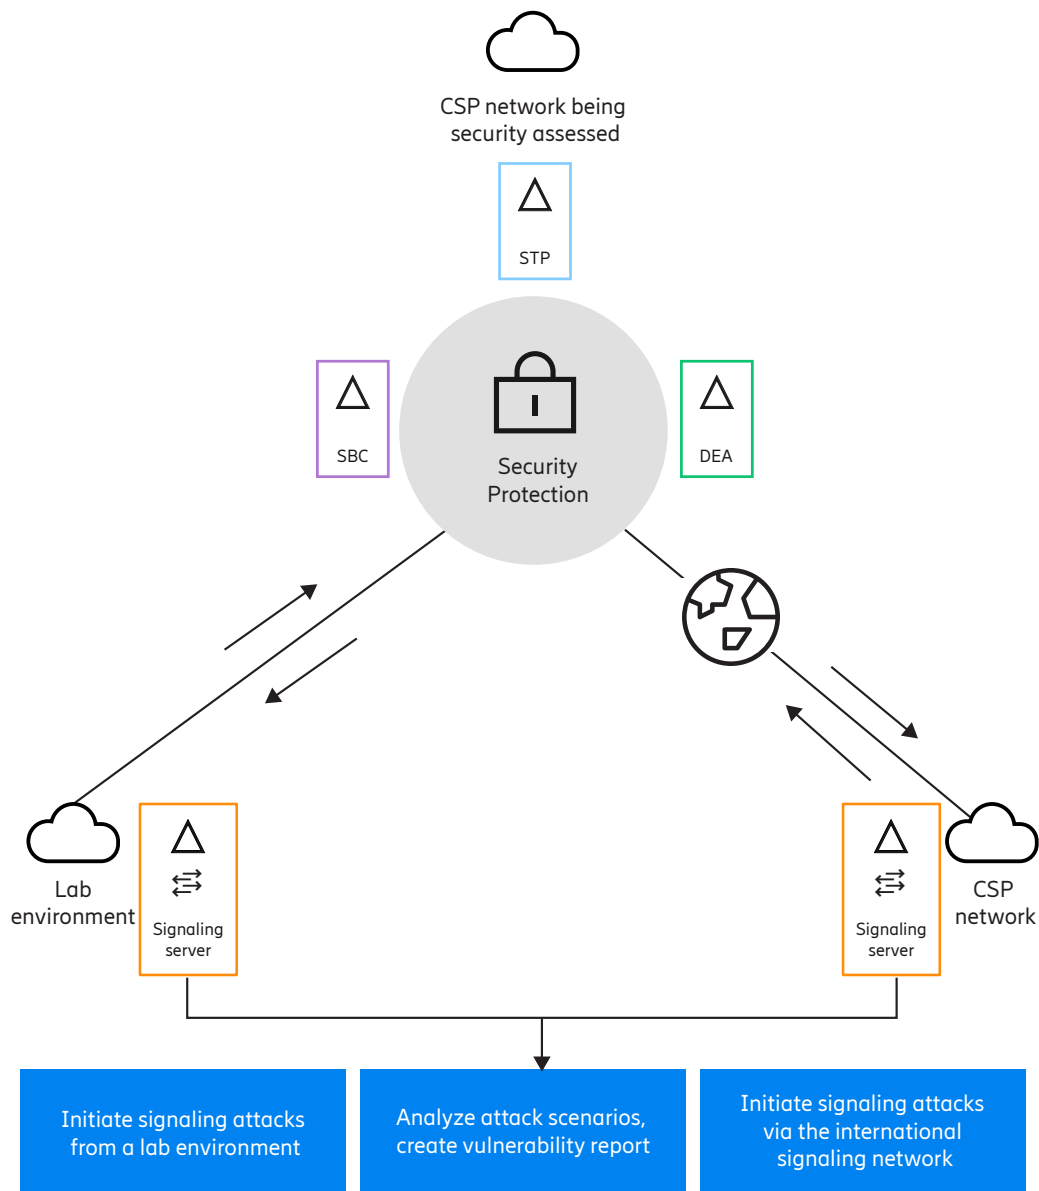 CSP network being
security assessed
STP
SBC
Security
Protection
DEA
Lab
environment
Signaling
server
Signaling
server
CSP
network
Initiate signaling attacks
from a lab environment
Analyze attack scenarios,
create vulnerability report
Initiate signaling attacks
via the international
signaling network